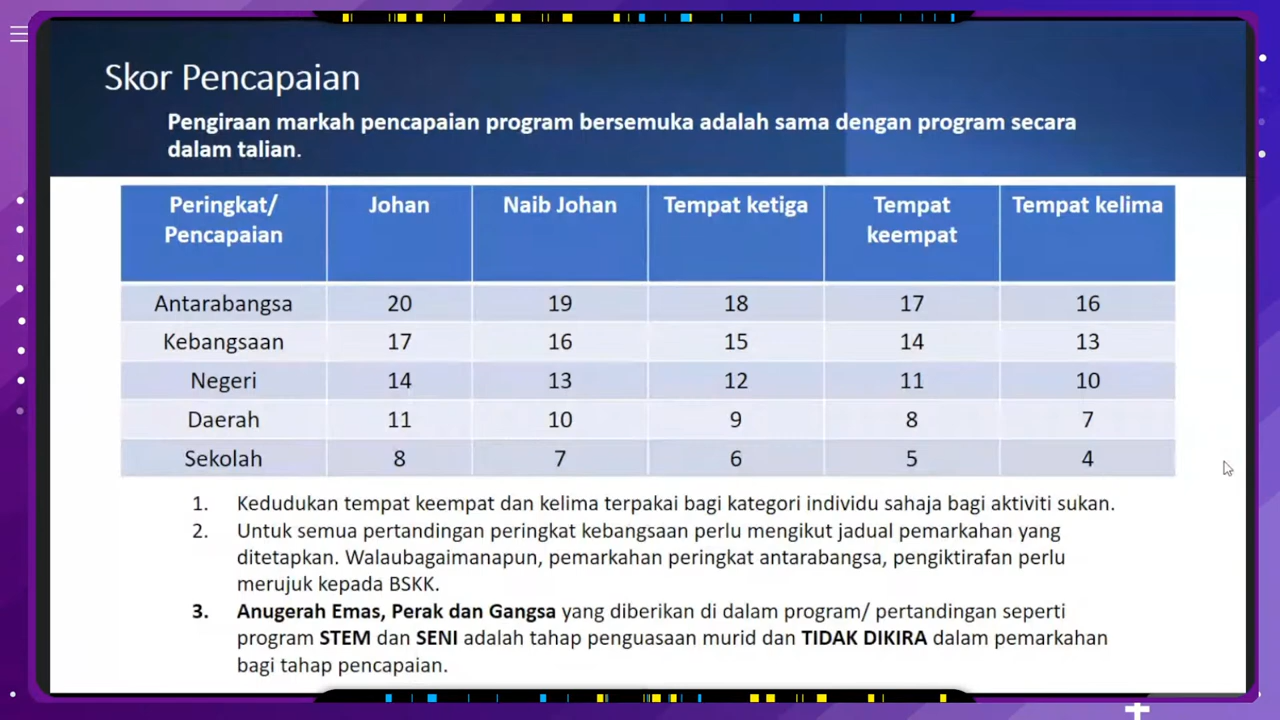 Skor Pencapaian
Pengiraan markah pencapaian program bersemuka adalah sama dengan program secara
dalam talian.
Peringkat/ Pencapaian Johan Naib Johan Tempat ketiga Tempat keempat Tempat kelima
Antarabangsa 20 19 18 17 16
Kebangsaan 17 16 15 14 13
Negeri 14 13 12 11 10
Daerah 11 10 9 8 7
Sekolah 8 7 6 5 4
1. Kedudukan tempat keempat dan kelima terpakai bagi kategori individu sahaja bagi aktiviti sukan.
2. Untuk semua pertandingan peringkat kebangsaan perlu mengikut jadual pemarkahan yang
ditetapkan. Walaubagaimanapun, pemarkahan peringkat antarabangsa, pengiktirafan perlu
merujuk kepada BSKK.
3. Anugerah Emas, Perak dan Gangsa yang diberikan di dalam program/ pertandingan seperti
program STEM dan SENI adalah tahap penguasaan murid dan TIDAK DIKIRA dalam pemarkahan
bagi tahap pencapaian.